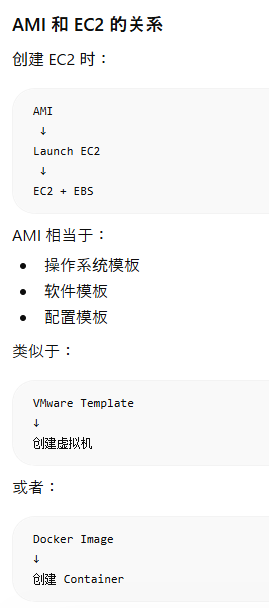 AMI 和 EC2 的关系
创建 EC2 时：
AMI
↓
Launch EC2
↓
EC2 + EBS
AMI 相当于：
• 操作系统模板
• 软件模板
• 配置模板
类似于：
VMware Template
↓
创建虚拟机
或者：
Docker Image
↓
创建 Container